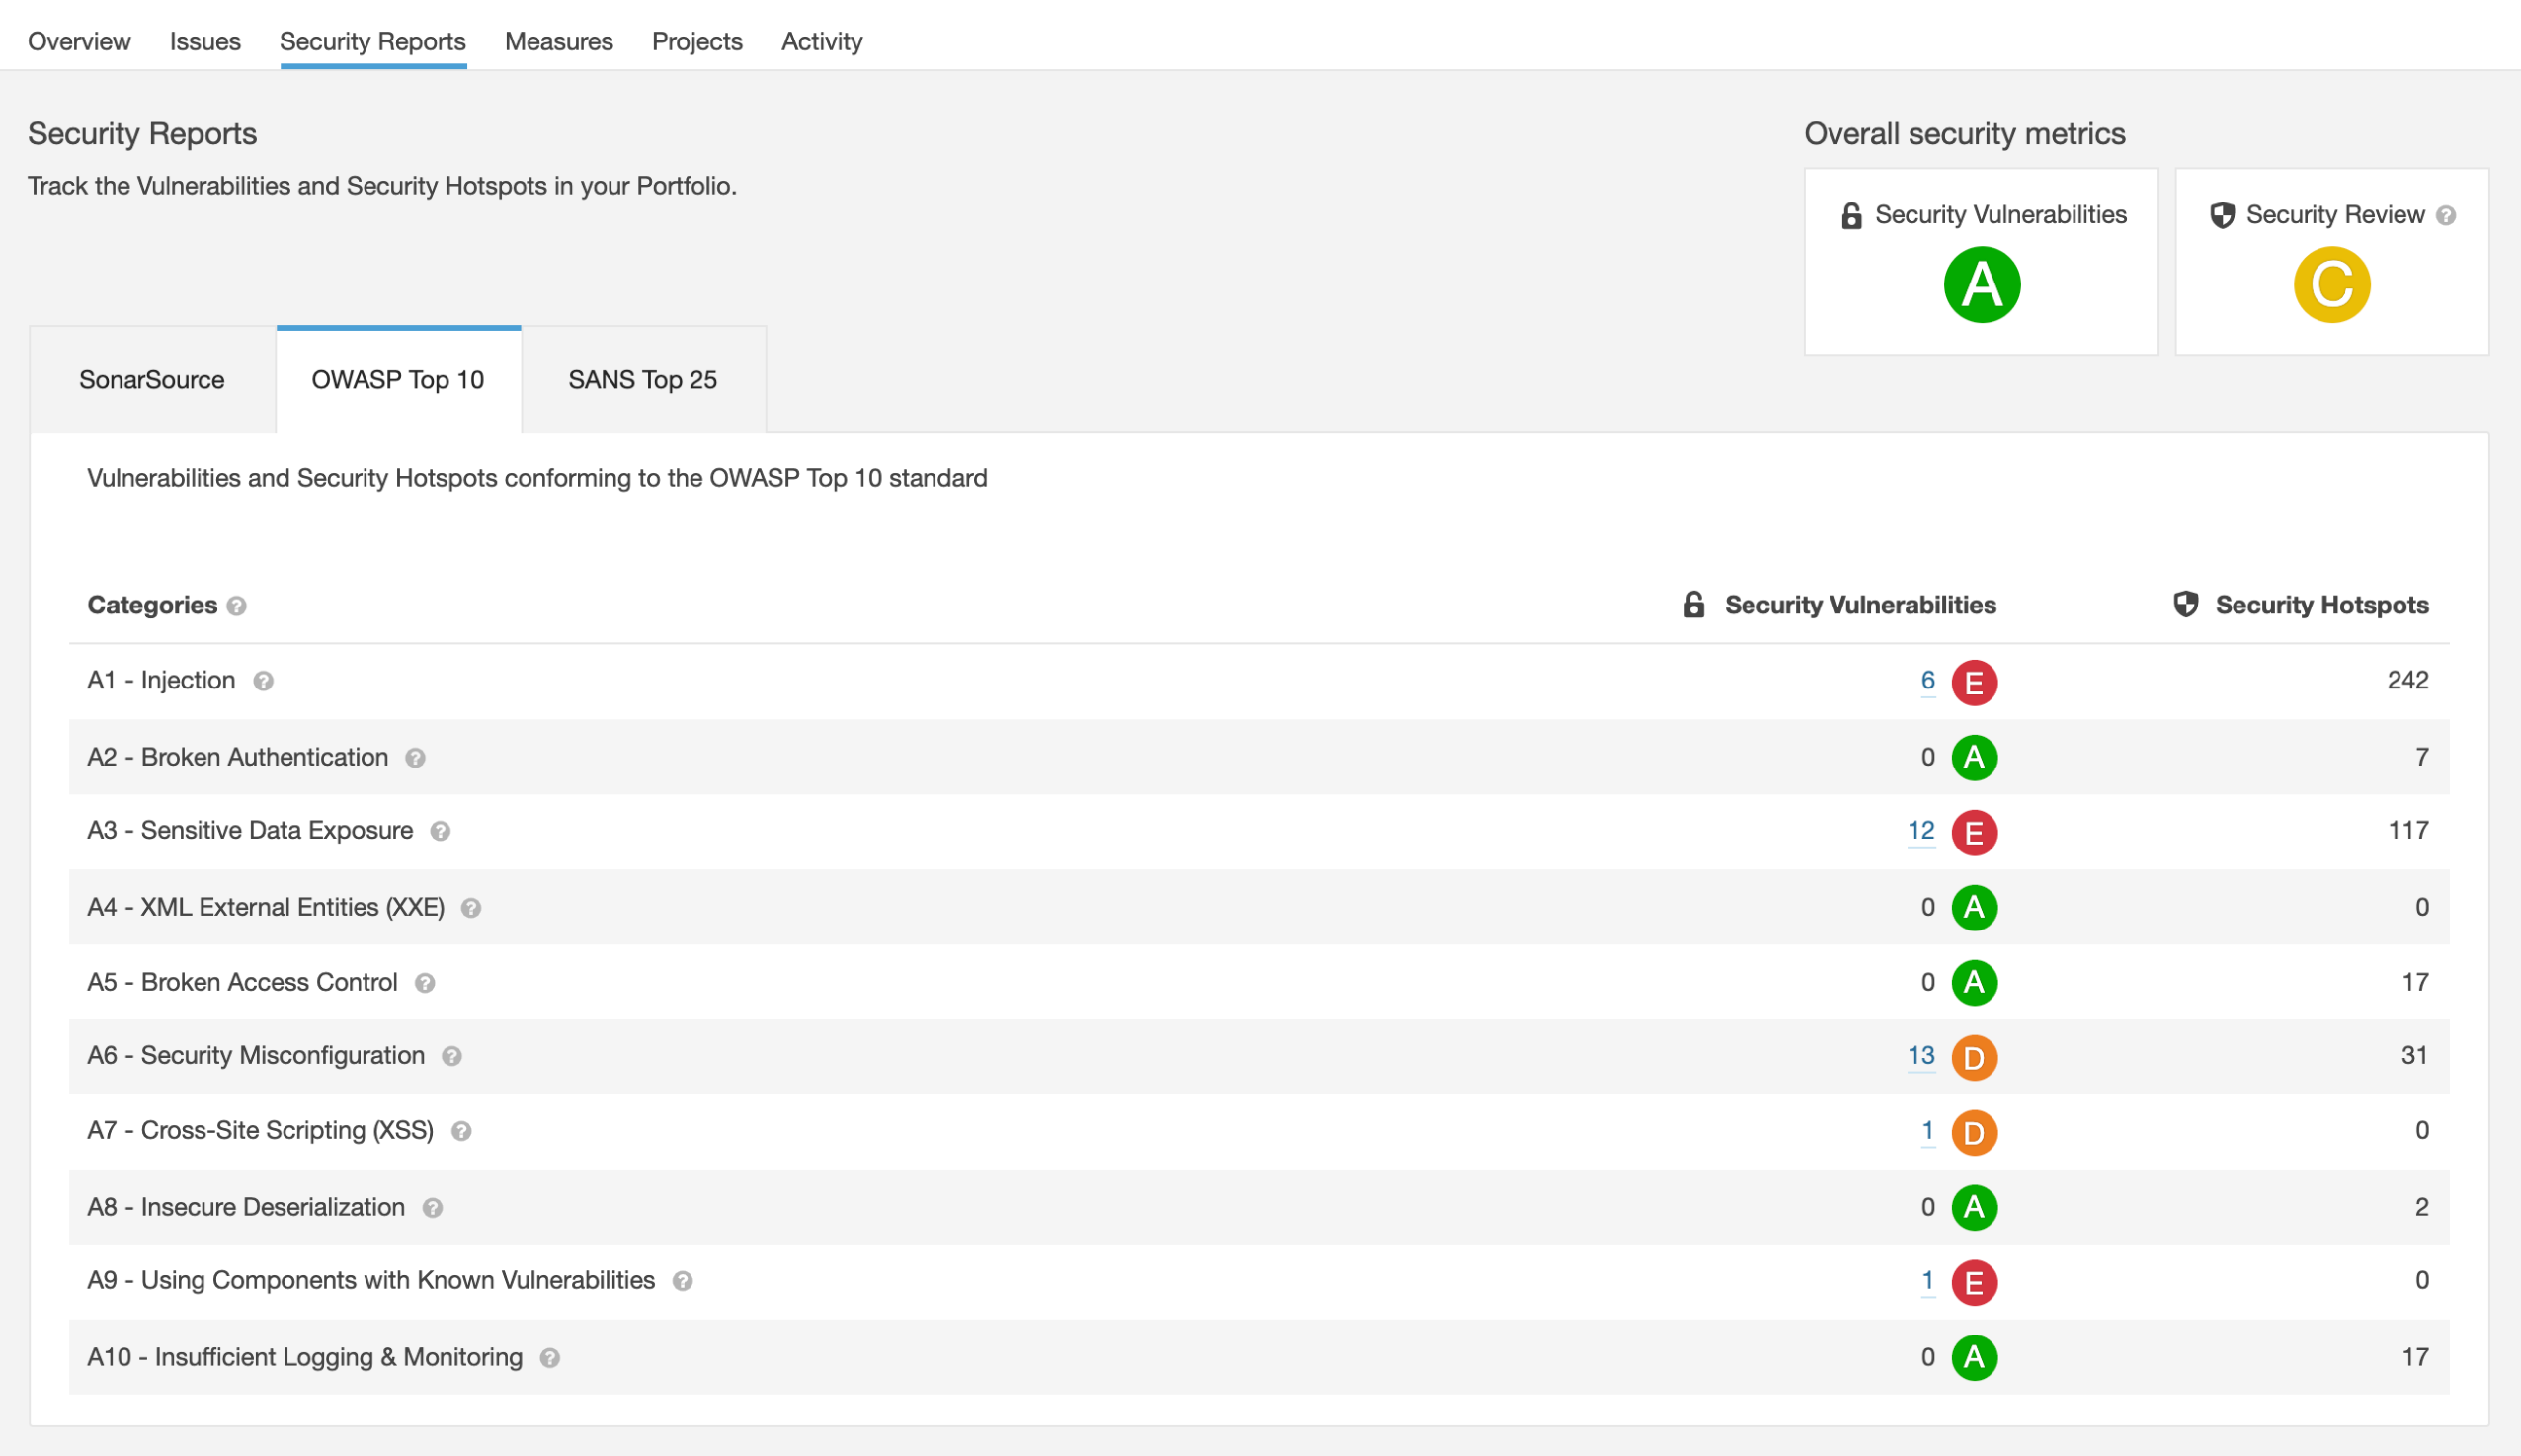 Overview Issues Security Reports Measures Projects Activity
Security Reports
Track the Vulnerabilities and Security Hotspots in your Portfolio.
Overall security metrics
Security Vulnerabilities
A
Security Review ?
C
SonarSource OWASP Top 10 SANS Top 25
Vulnerabilities and Security Hotspots conforming to the OWASP Top 10 standard
Categories ? Security Vulnerabilities Security Hotspots
A1 - Injection ? 6 E 242
A2 - Broken Authentication ? 0 A 7
A3 - Sensitive Data Exposure ? 12 E 117
A4 - XML External Entities (XXE) ? 0 A 0
A5 - Broken Access Control ? 0 A 17
A6 - Security Misconfiguration ? 13 D 31
A7 - Cross-Site Scripting (XSS) ? 1 D 0
A8 - Insecure Deserialization ? 0 A 2
A9 - Using Components with Known Vulnerabilities ? 1 E 0
A10 - Insufficient Logging & Monitoring ? 0 A 17